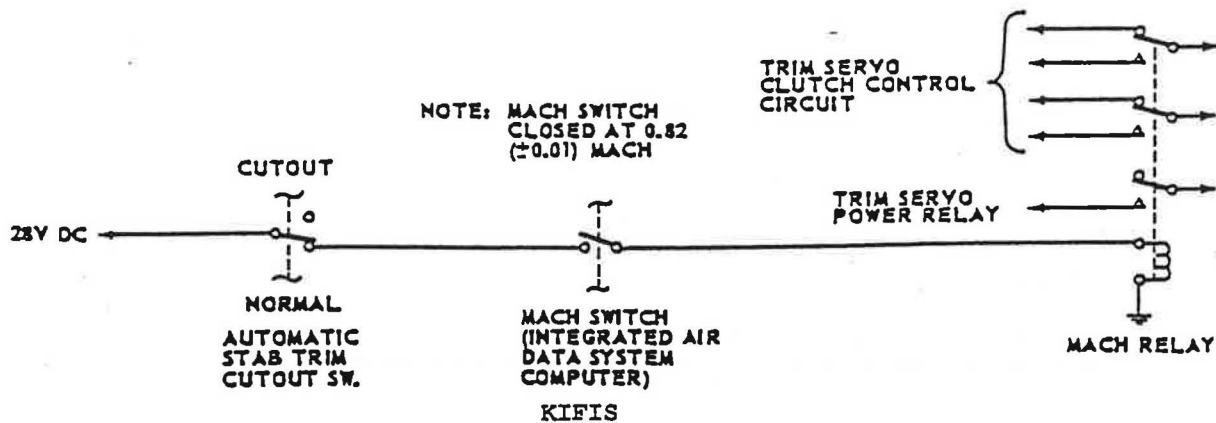 TRIM SERVO
CLUTCH CONTROL
CIRCUIT
NOTE: MACH SWITCH
CLOSED AT 0.82
(±0.01) MACH
CUTOUT
TRIM SERVO
POWER RELAY
28V DC
NORMAL
AUTOMATIC
STAB TRIM
CUTOUT SW.
MACH SWITCH
(INTEGRATED AIR
DATA SYSTEM
COMPUTER)
KIFIS
MACH RELAY